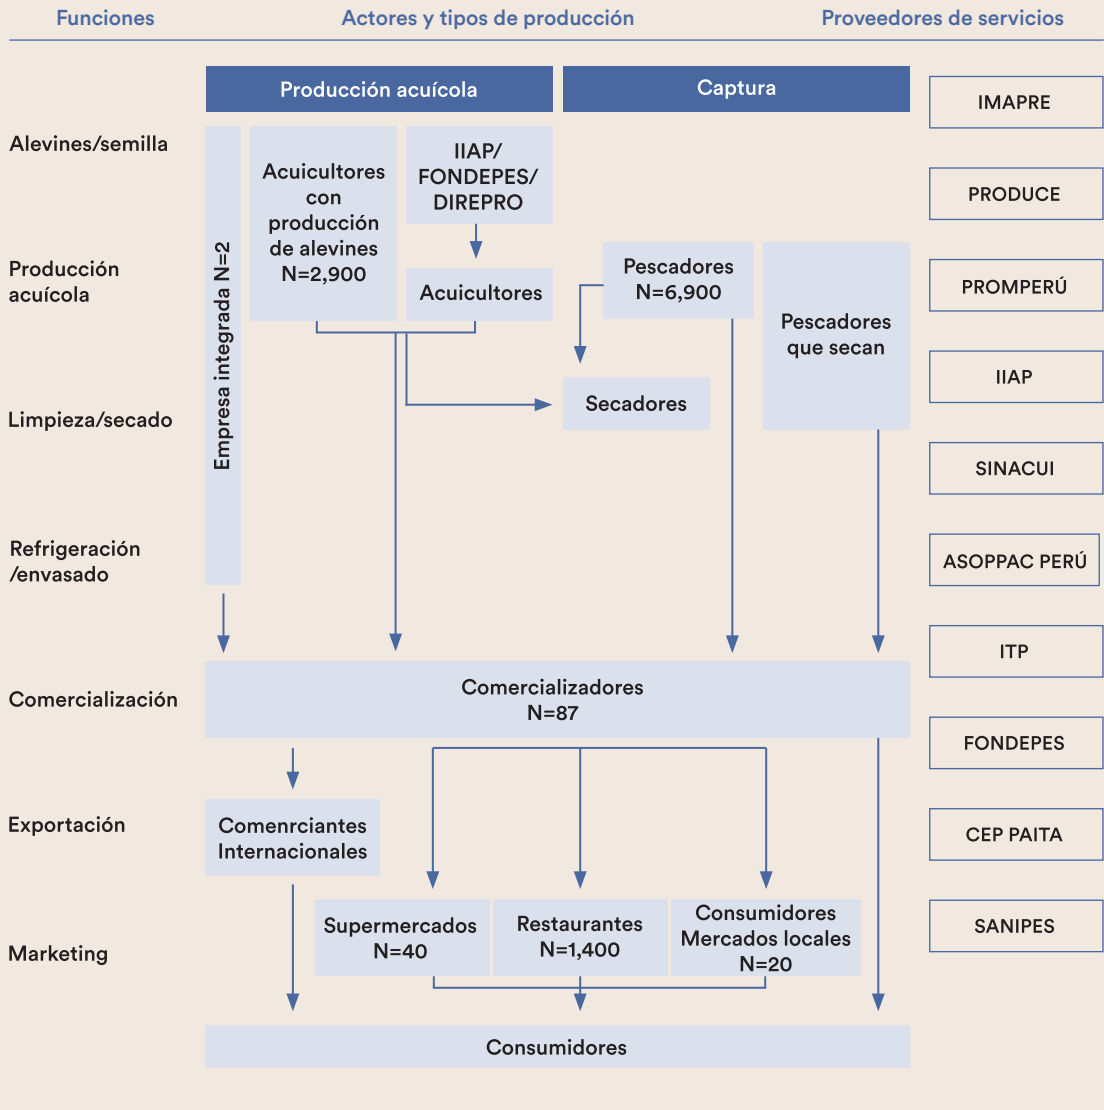 Funciones
Actores y tipos de producción
Proveedores de servicios
Producción acuícola
Captura
Alevines/semilla
Producción
acuícola
Limpieza/secado
Refrigeración
/envasado
Comercialización
Exportación
Marketing
Empresa integrada N=2
Acuicultores
con
producción
de alevines
N=2,900
IIAP/
FONDEPES/
DIREPRO
Acuicultores
Pescadores
N=6,900
Pescadores
que secan
Secadores
Comercializadores
N=87
Comenrciantes
Internacionales
Supermercados
N=40
Restaurantes
N=1,400
Consumidores
Mercados locales
N=20
Consumidores
IMAPRE
PRODUCE
PROMPERÚ
IIAP
SINACUI
ASOPPAC PERÚ
ITP
FONDEPES
CEP PAITA
SANIPES